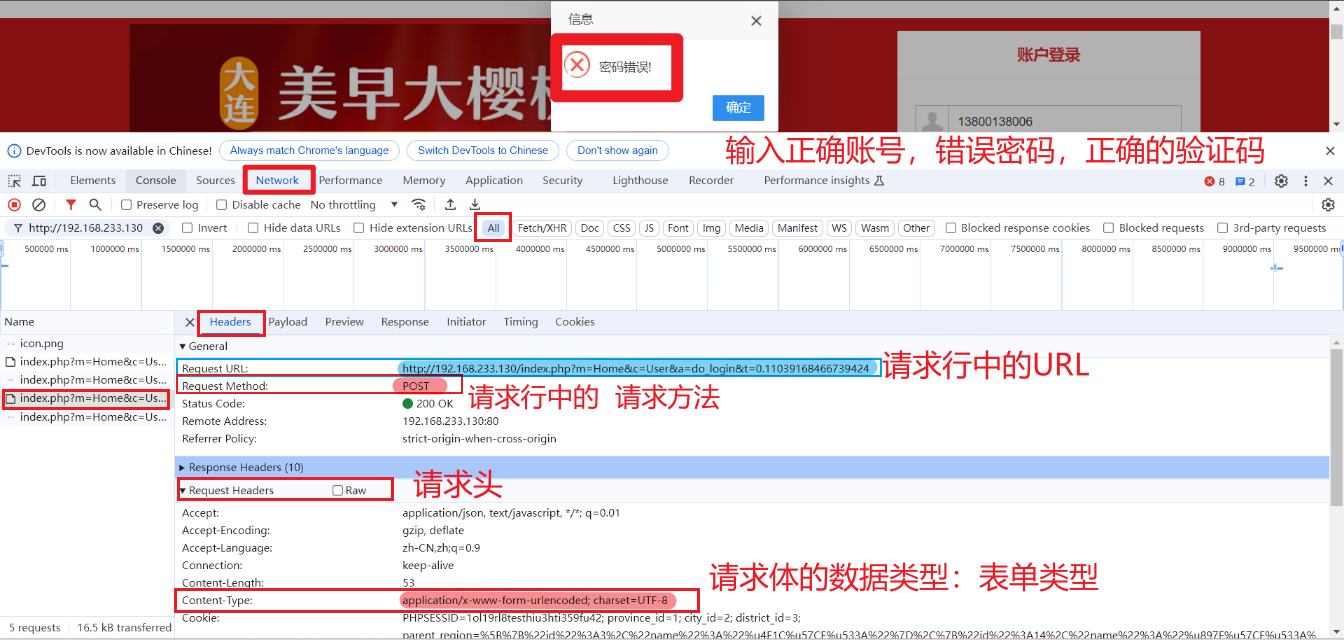 信息
密码错误!
确定
大连
美早大樱桃
账户登录
13800138006
输入正确账号，错误密码，正确的验证码
DevTools is now available in Chinese! Always match Chrome's language Switch DevTools to Chinese Don't show again
Elements Console Sources Network Performance Memory Application Security Lighthouse Recorder Performance insights 8 2
Preserve log Disable cache No throttling
http://192.168.233.130 Invert Hide data URLs Hide extension URLs All Fetch/XHR Doc CSS JS Font Img Media Manifest WS Wasm Other Blocked response cookies Blocked requests 3rd-party requests
500000 ms 1000000 ms 1500000 ms 2000000 ms 2500000 ms 3000000 ms 3500000 ms 4000000 ms 4500000 ms 5000000 ms 5500000 ms 6000000 ms 6500000 ms 7000000 ms 7500000 ms 8000000 ms 8500000 ms 9000000 ms 9500000 ms
Name Headers Payload Preview Response Initiator Timing Cookies
icon.png
index.php?m=Home&c=Us...
index.php?m=Home&c=Us...
index.php?m=Home&c=Us...
index.php?m=Home&c=Us...
General
Request URL: http://192.168.233.130/index.php?m=Home&c=User&a=do_login&t=0.11039168466739424
请求行中的URL
Request Method: POST
请求行中的 请求方法
Status Code: 200 OK
Remote Address: 192.168.233.130:80
Referrer Policy: strict-origin-when-cross-origin
Response Headers (10)
Request Headers Raw
请求头
Accept: application/json, text/javascript, */*; q=0.01
Accept-Encoding: gzip, deflate
Accept-Language: zh-CN,zh;q=0.9
Connection: keep-alive
Content-Length: 53
请求体的数据类型：表单类型
Content-Type: application/x-www-form-urlencoded; charset=UTF-8
Cookie: PHPSESSID=1ol19rl8testhiu3hti359fu42; province_id=1; city_id=2; district_id=3;
parent_region=%5B%7B%22id%22%3A3%2C%22name%22%3A%22%u4E1C%u57CE%u533A%22%7D%2C%7B%22id%22%3A14%2C%22name%22%3A%22%u897F%u57CE%u533A%
5 requests 16.5 kB transferred